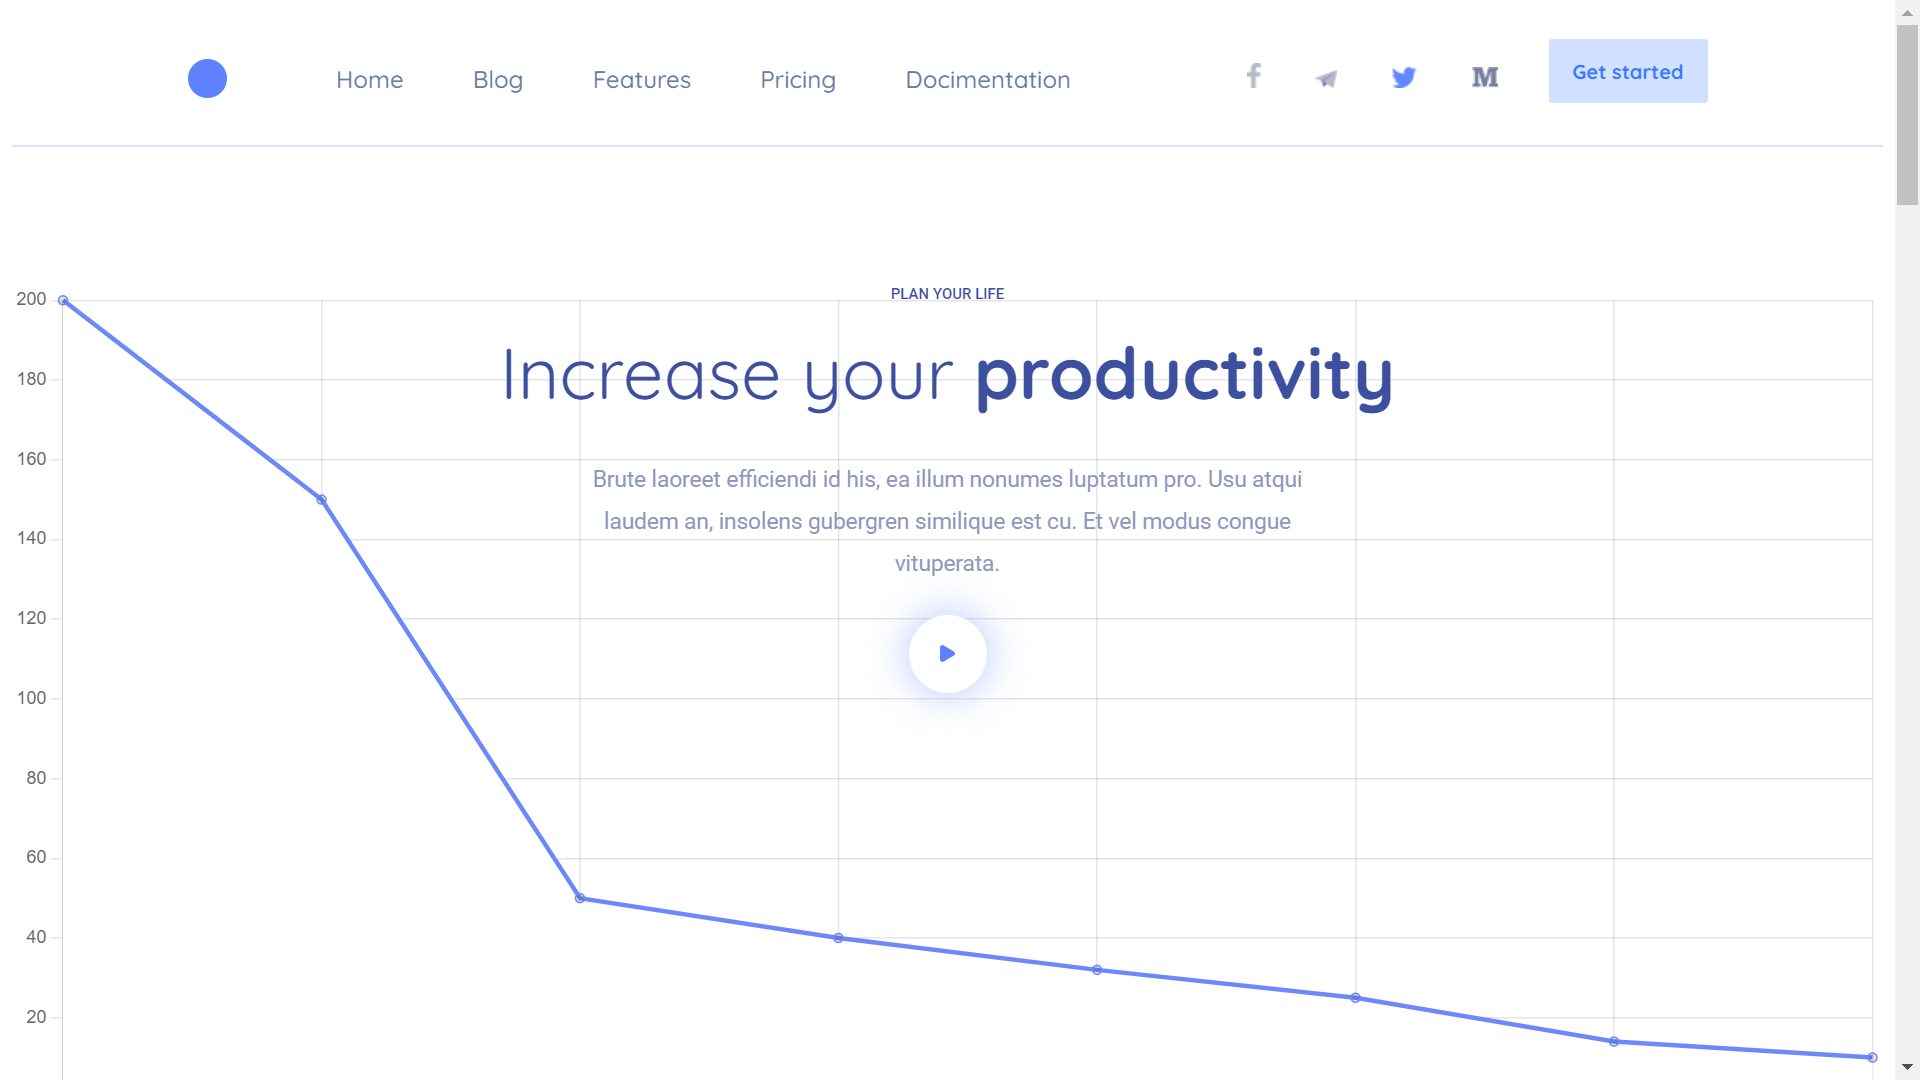 Home Blog Features Pricing Docimentation M Get started
PLAN YOUR LIFE
Increase your productivity
Brute laoreet efficiendi id his, ea illum nonumes luptatum pro. Usu atqui
laudem an, insolens gubergren similique est cu. Et vel modus congue
vituperata.
200
180
160
140
120
100
80
60
40
20